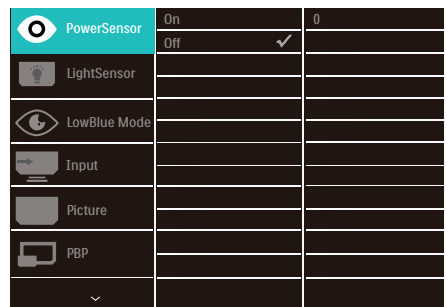 PowerSensor
On
0
Off
LightSensor
LowBlue Mode
Input
Picture
PBP